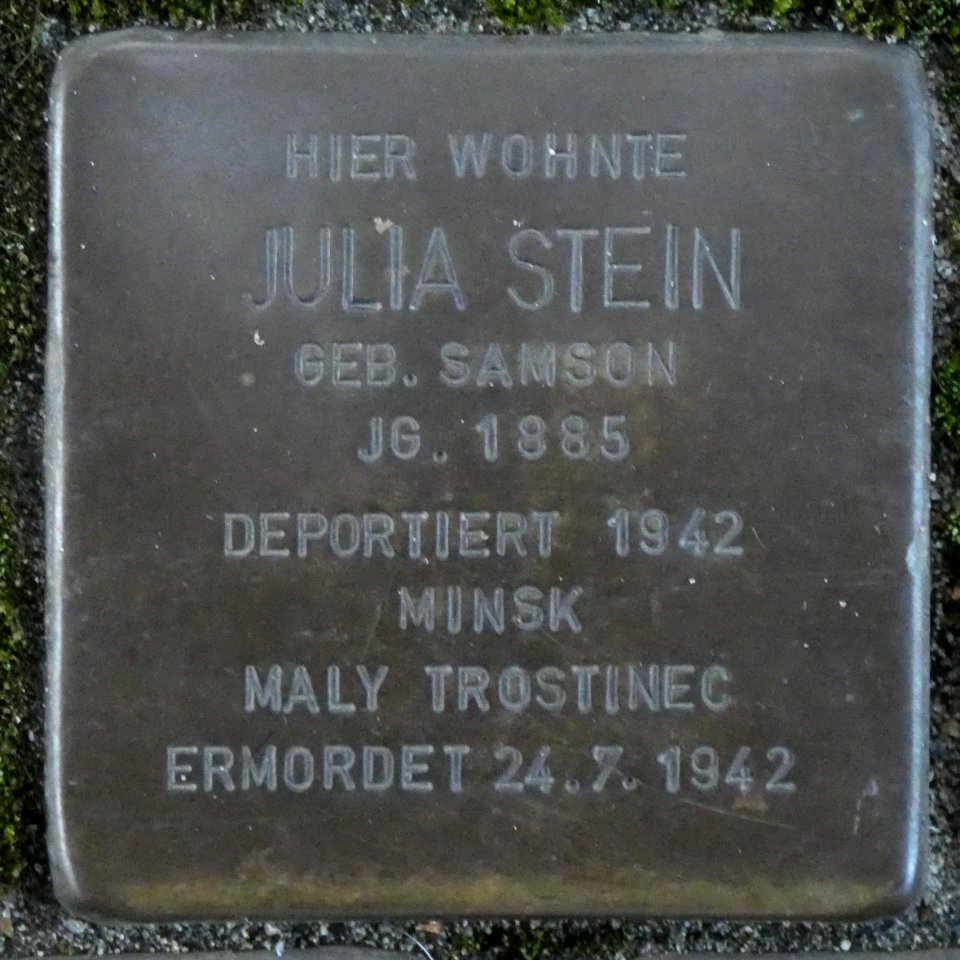 HIER WOHNTE
JULIA STEIN
GEB. SAMSON
JG. 1885
DEPORTIERT 1942
MINSK
MALY TROSTINEC
ERMORDET 24.7.1942